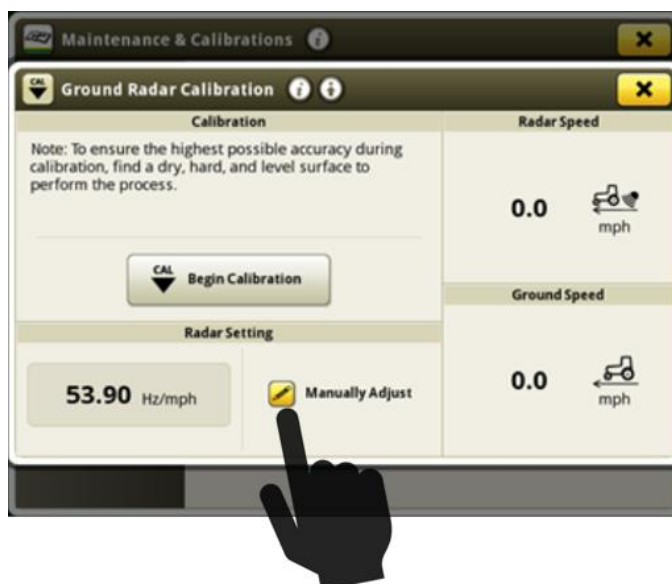 Maintenance & Calibrations i
CAL Ground Radar Calibration i
Calibration
Note: To ensure the highest possible accuracy during
calibration, find a dry, hard, and level surface to
perform the process.
CAL Begin Calibration
Radar Setting
53.90 Hz/mph
Manually Adjust
Radar Speed
0.0 mph
Ground Speed
0.0 mph